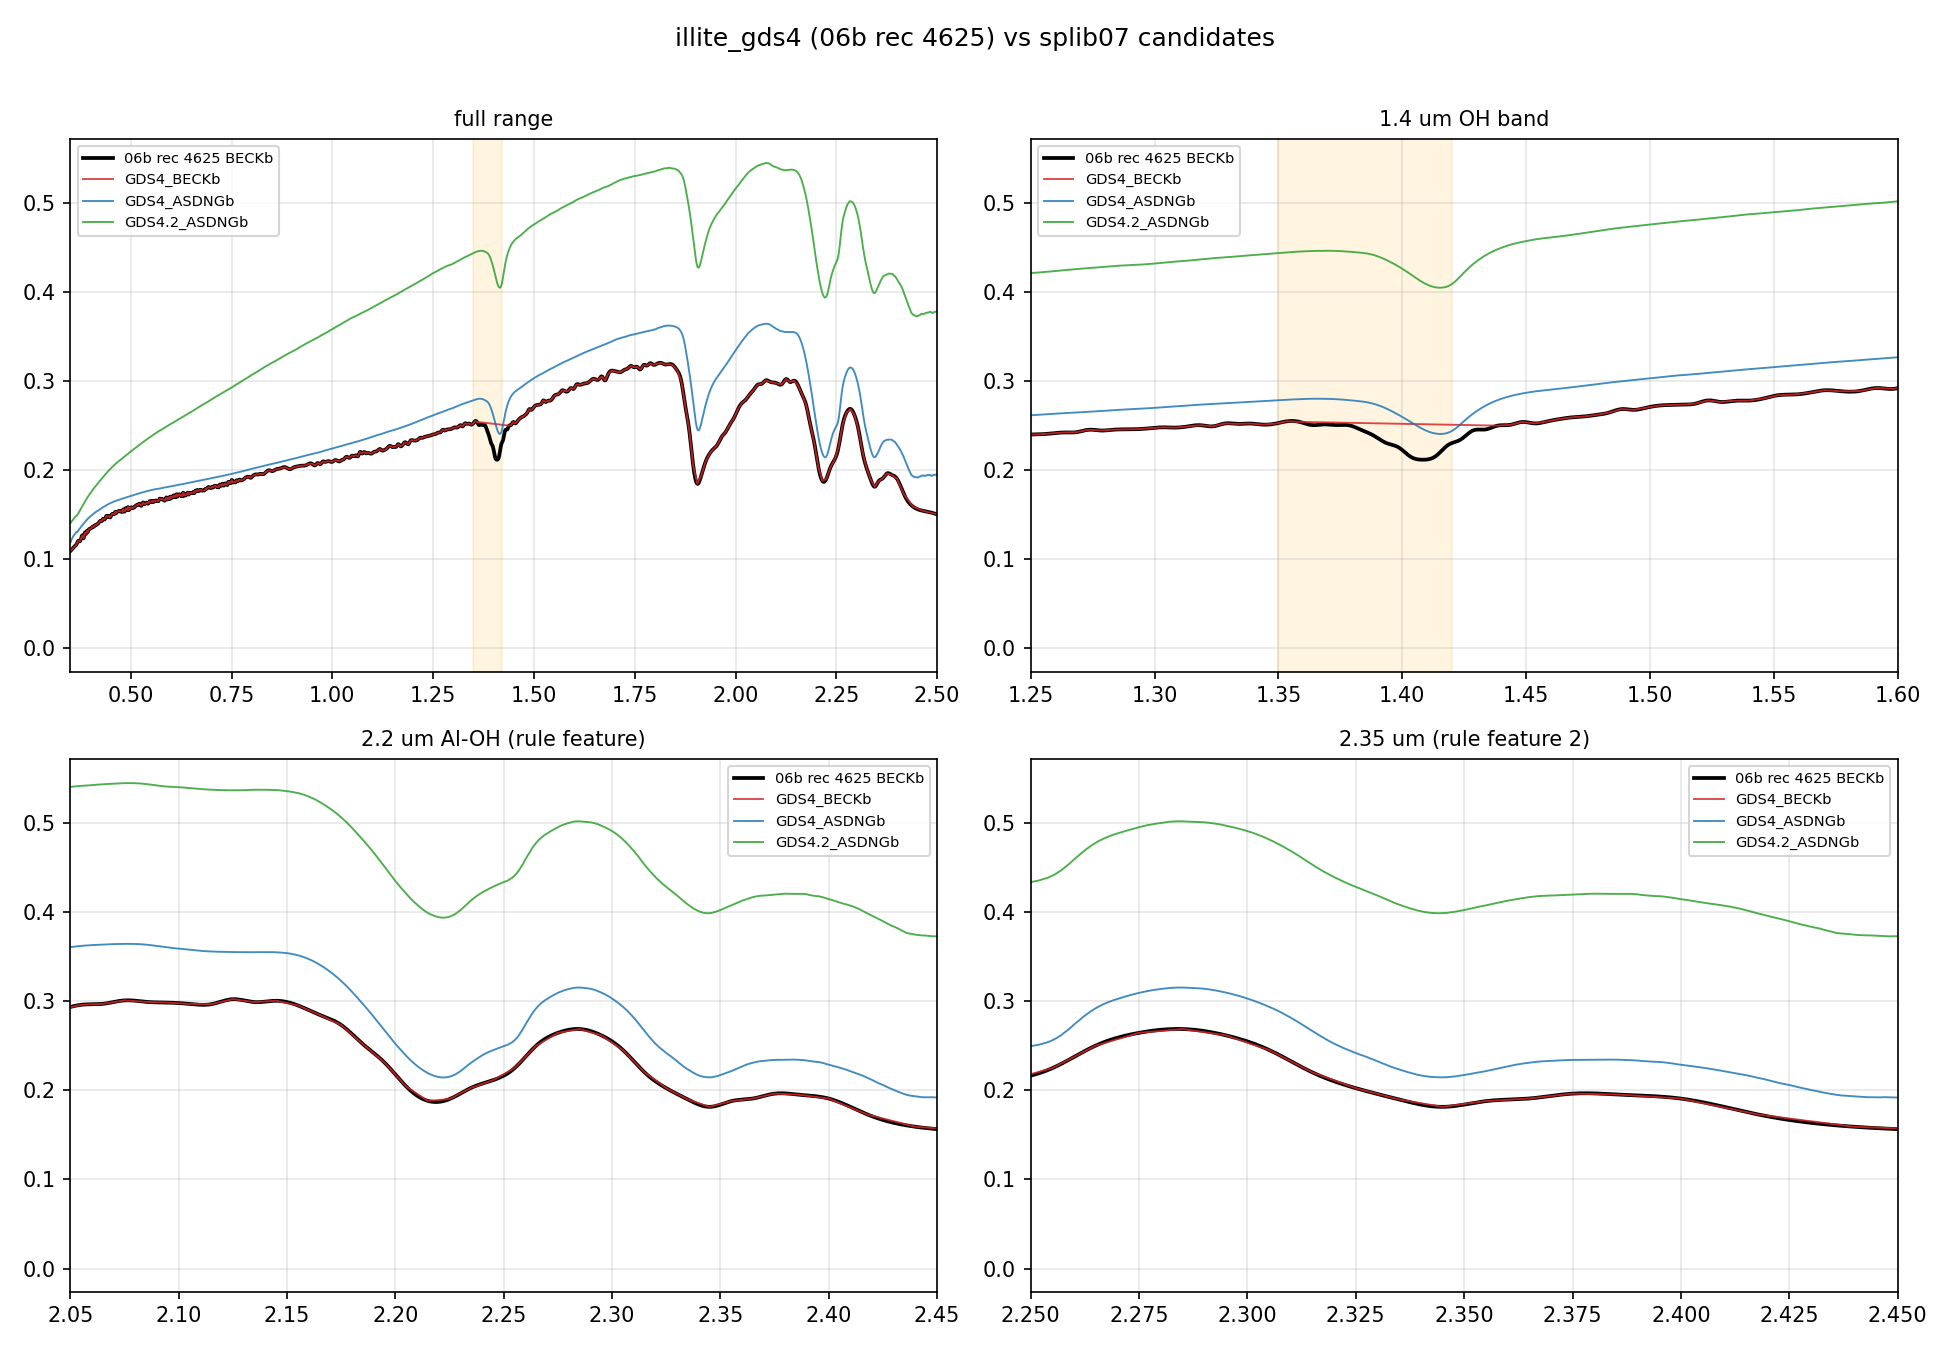 illite_gds4 (06b rec 4625) vs splib07 candidates
full range
06b rec 4625 BECKb
GDS4_BECKb
GDS4_ASDNGb
GDS4.2_ASDNGb
0.5
0.4
0.3
0.2
0.1
0.0
0.50 0.75 1.00 1.25 1.50 1.75 2.00 2.25 2.50
1.4 um OH band
06b rec 4625 BECKb
GDS4_BECKb
GDS4_ASDNGb
GDS4.2_ASDNGb
0.5
0.4
0.3
0.2
0.1
0.0
1.25 1.30 1.35 1.40 1.45 1.50 1.55 1.60
2.2 um Al-OH (rule feature)
06b rec 4625 BECKb
GDS4_BECKb
GDS4_ASDNGb
GDS4.2_ASDNGb
0.5
0.4
0.3
0.2
0.1
0.0
2.05 2.10 2.15 2.20 2.25 2.30 2.35 2.40 2.45
2.35 um (rule feature 2)
06b rec 4625 BECKb
GDS4_BECKb
GDS4_ASDNGb
GDS4.2_ASDNGb
0.5
0.4
0.3
0.2
0.1
0.0
2.250 2.275 2.300 2.325 2.350 2.375 2.400 2.425 2.450